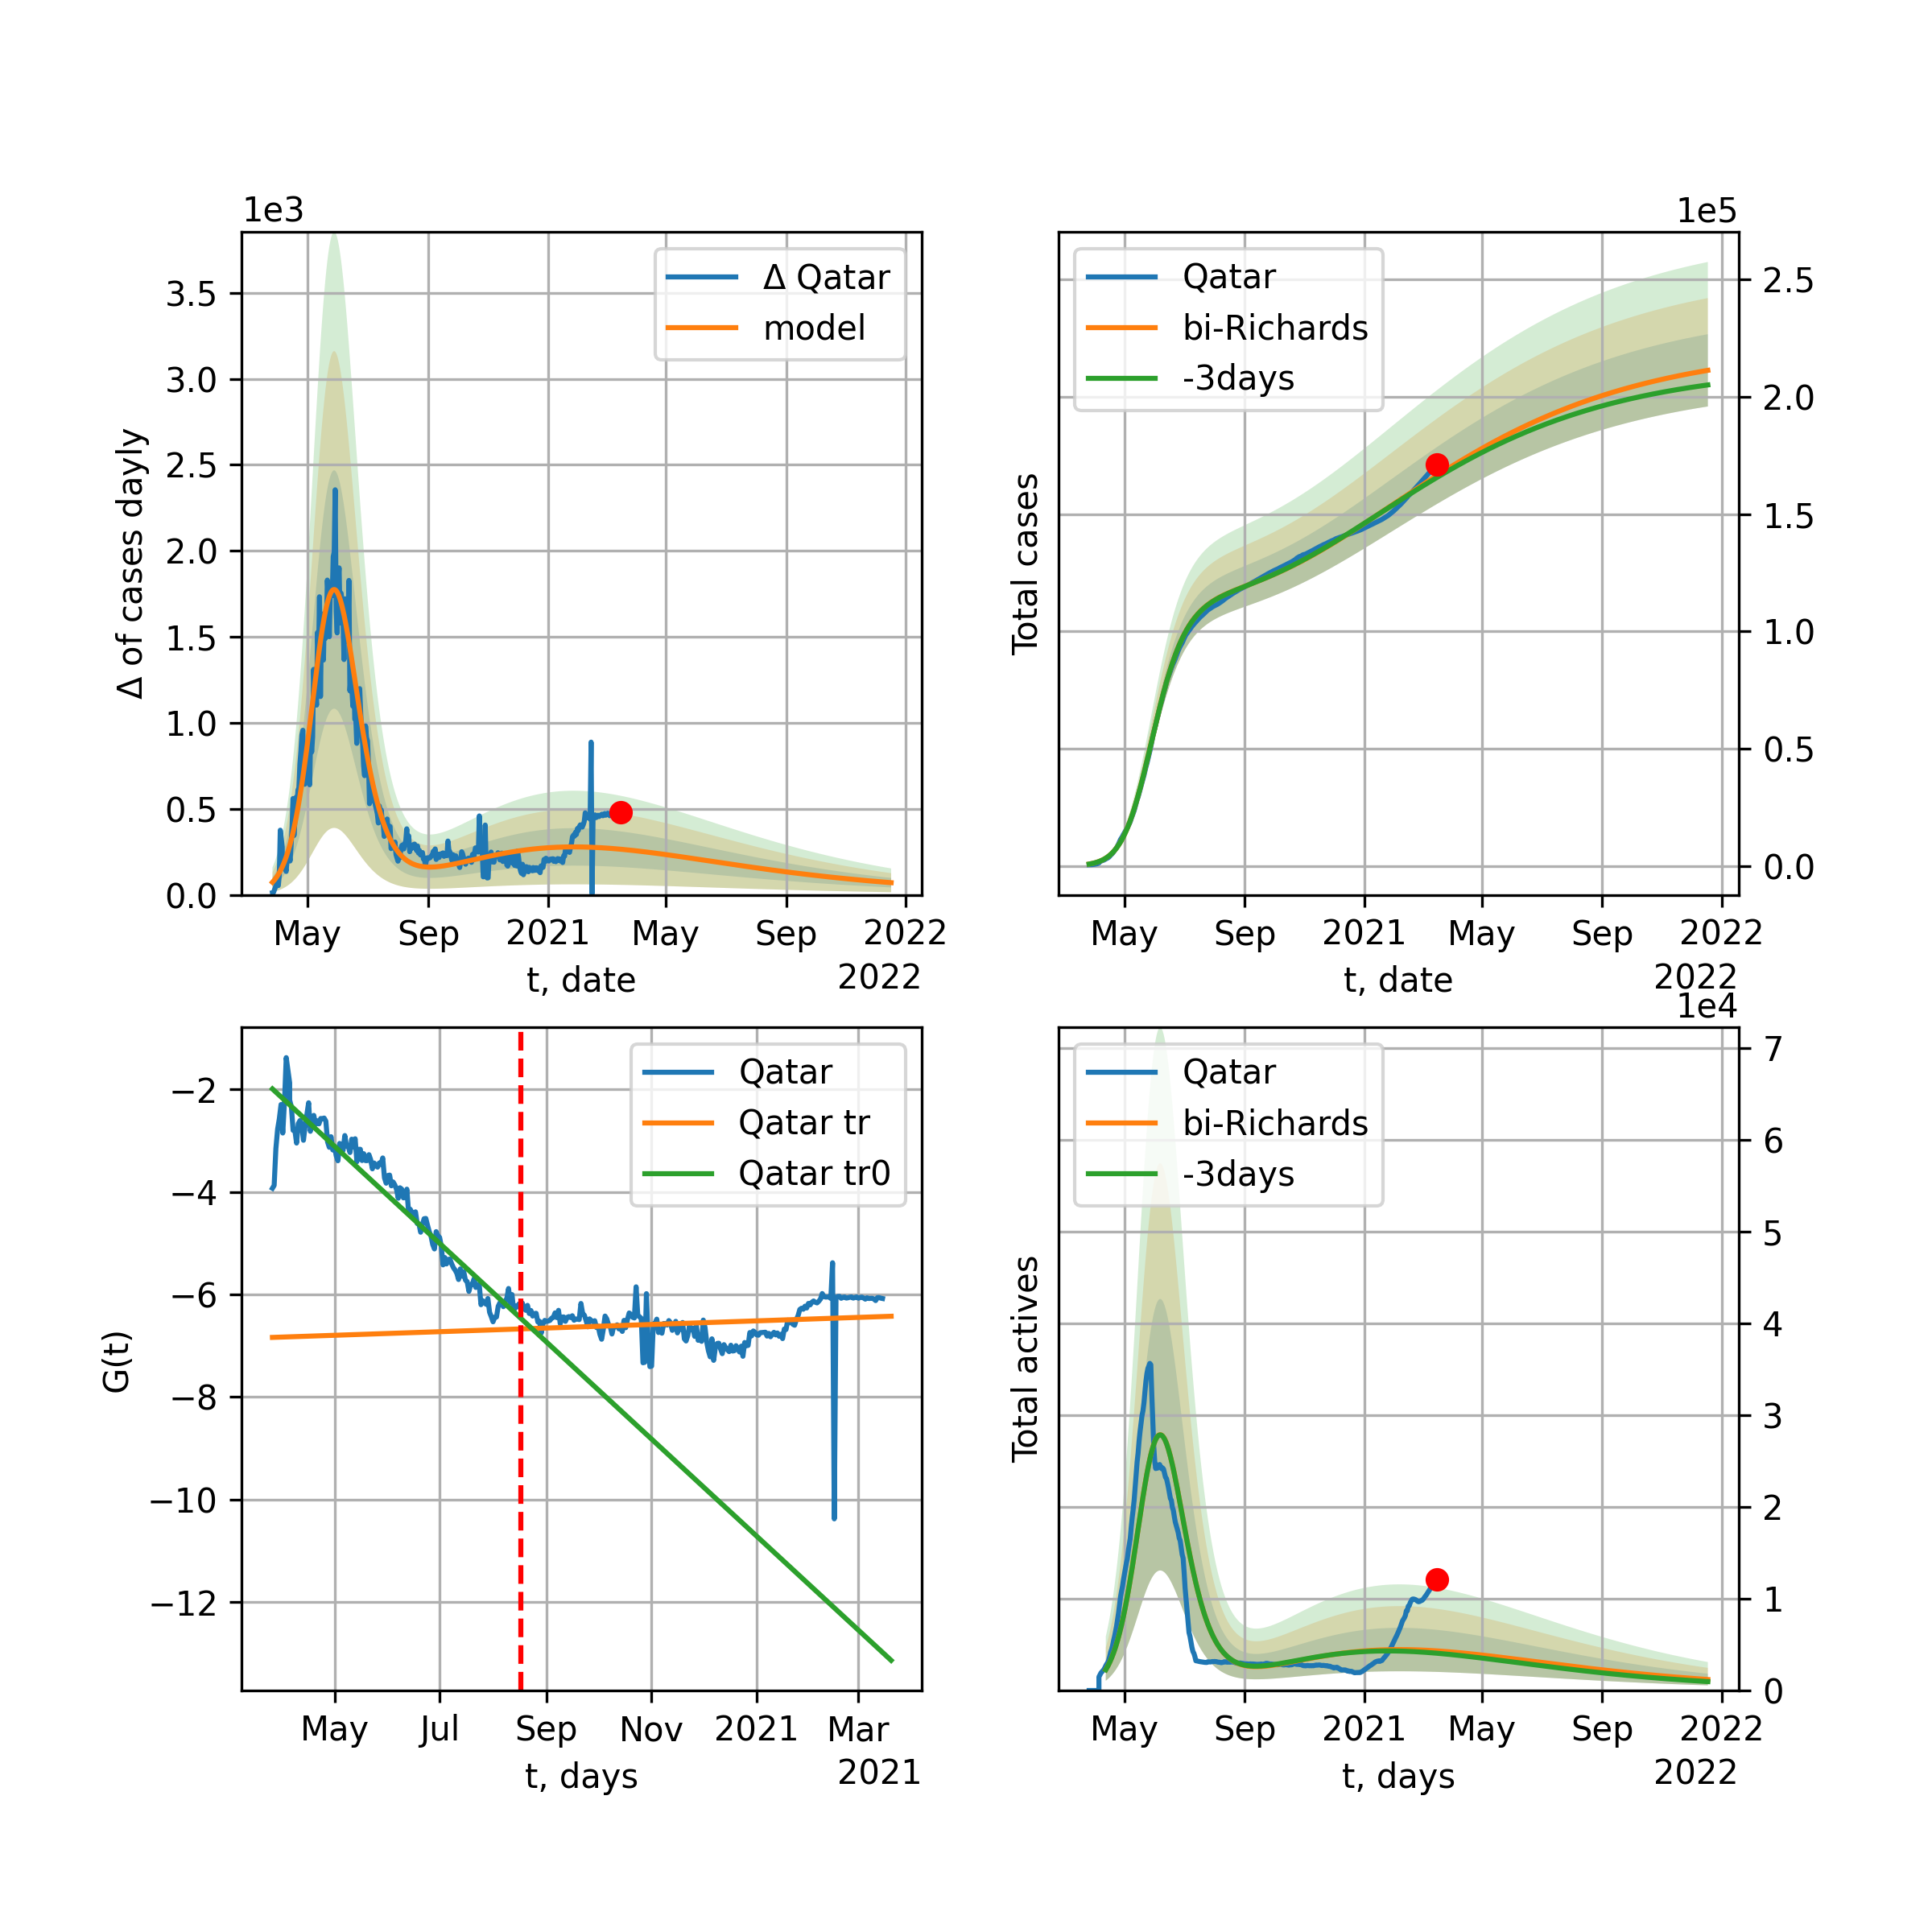 1e3
3.5
3.0
2.5
2.0
1.5
1.0
0.5
0.0
Δ of cases dayly
Δ Qatar
model
May Sep 2021 May Sep 2022
t, date
2022
1e5
Qatar
bi-Richards
-3days
Total cases
2.5
2.0
1.5
1.0
0.5
0.0
May Sep 2021 May Sep 2022
t, date
2022
−2
−4
−6
−8
−10
−12
G(t)
Qatar
Qatar tr
Qatar tr0
May Jul Sep Nov 2021 Mar
t, days
2021
1e4
Qatar
bi-Richards
-3days
Total actives
7
6
5
4
3
2
1
0
May Sep 2021 May Sep 2022
t, days
2022